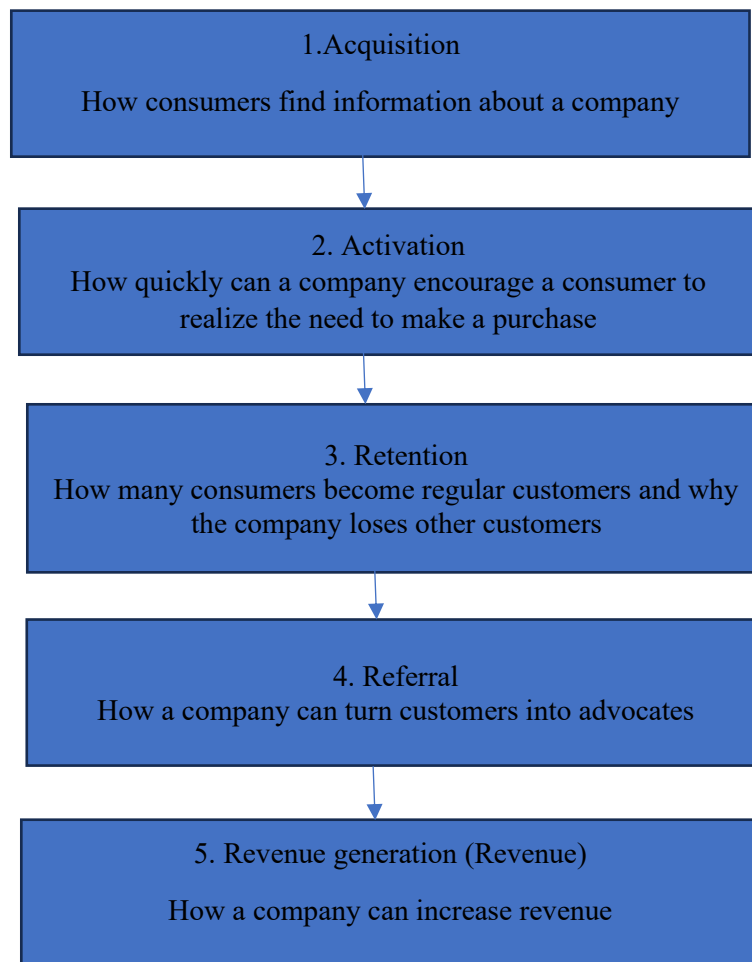 1.Acquisition
How consumers find information about a company
2. Activation
How quickly can a company encourage a consumer to
realize the need to make a purchase
3. Retention
How many consumers become regular customers and why
the company loses other customers
4. Referral
How a company can turn customers into advocates
5. Revenue generation (Revenue)
How a company can increase revenue